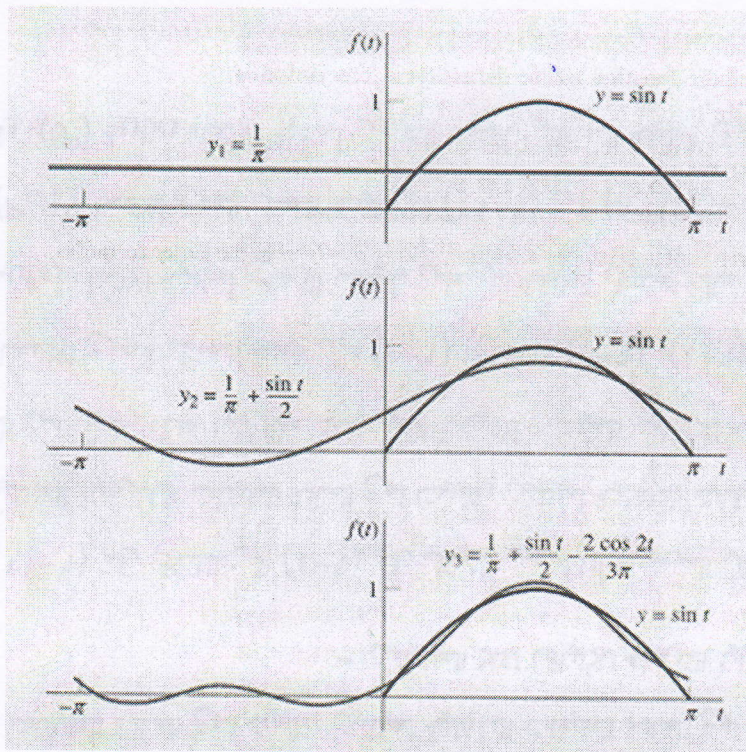 f(t)
1
y = sin t
y₁ = 1/π
−π
π t
f(t)
1
y = sin t
y₂ = 1/π + sin t/2
−π
π t
f(t)
y₃ = 1/π + sin t/2 − 2 cos 2t/3π
1
y = sin t
−π
π t